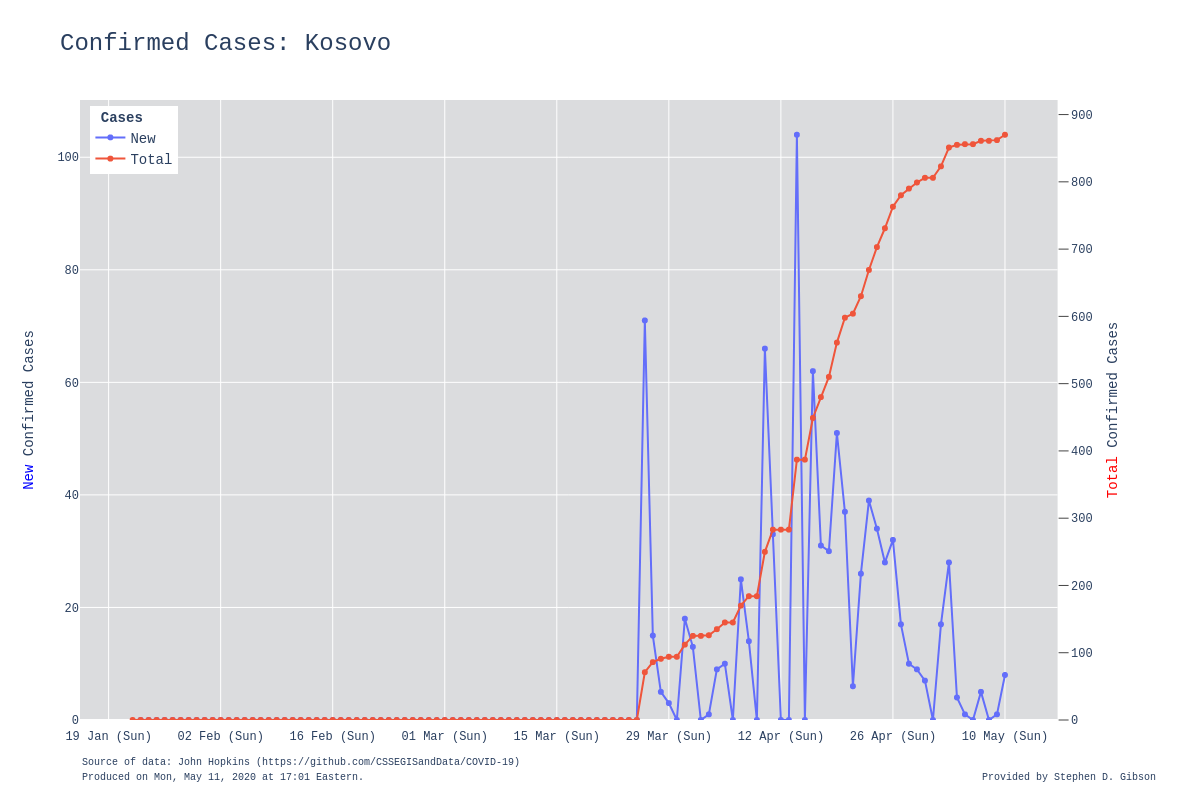 Confirmed Cases: Kosovo
Cases
New
Total
100
80
60
40
20
0
900
800
700
600
500
400
300
200
100
0
New Confirmed Cases
Total Confirmed Cases
19 Jan (Sun)
02 Feb (Sun)
16 Feb (Sun)
01 Mar (Sun)
15 Mar (Sun)
29 Mar (Sun)
12 Apr (Sun)
26 Apr (Sun)
10 May (Sun)
Source of data: John Hopkins (https://github.com/CSSEGISandData/COVID-19)
Produced on Mon, May 11, 2020 at 17:01 Eastern.
Provided by Stephen D. Gibson